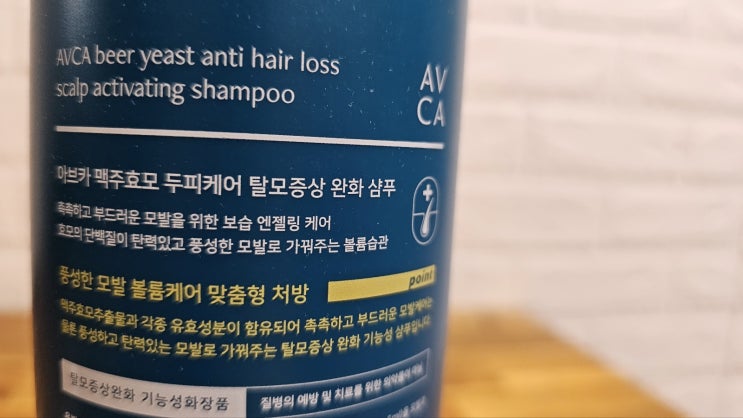 AVCA beer yeast anti hair loss
scalp activating shampoo
AV
CA
아브카 맥주효모 두피케어 탈모증상 완화 샴푸
촉촉하고 부드러운 모발을 위한 보습 엔젤링 케어
효모의 단백질이 탄력있고 풍성한 모발로 가꿔주는 볼륨습관
풍성한 모발 볼륨케어 맞춤형 처방
point
맥주효모추출물과 각종 유효성분이 함유되어 촉촉하고 부드러운 모발케어는
물론 풍성하고 탄력있는 모발로 가꿔주는 탈모증상 완화 기능성 샴푸입니다.
탈모증상완화 기능성화장품
질병의 예방 및 치료를 위한 의약품이 아님